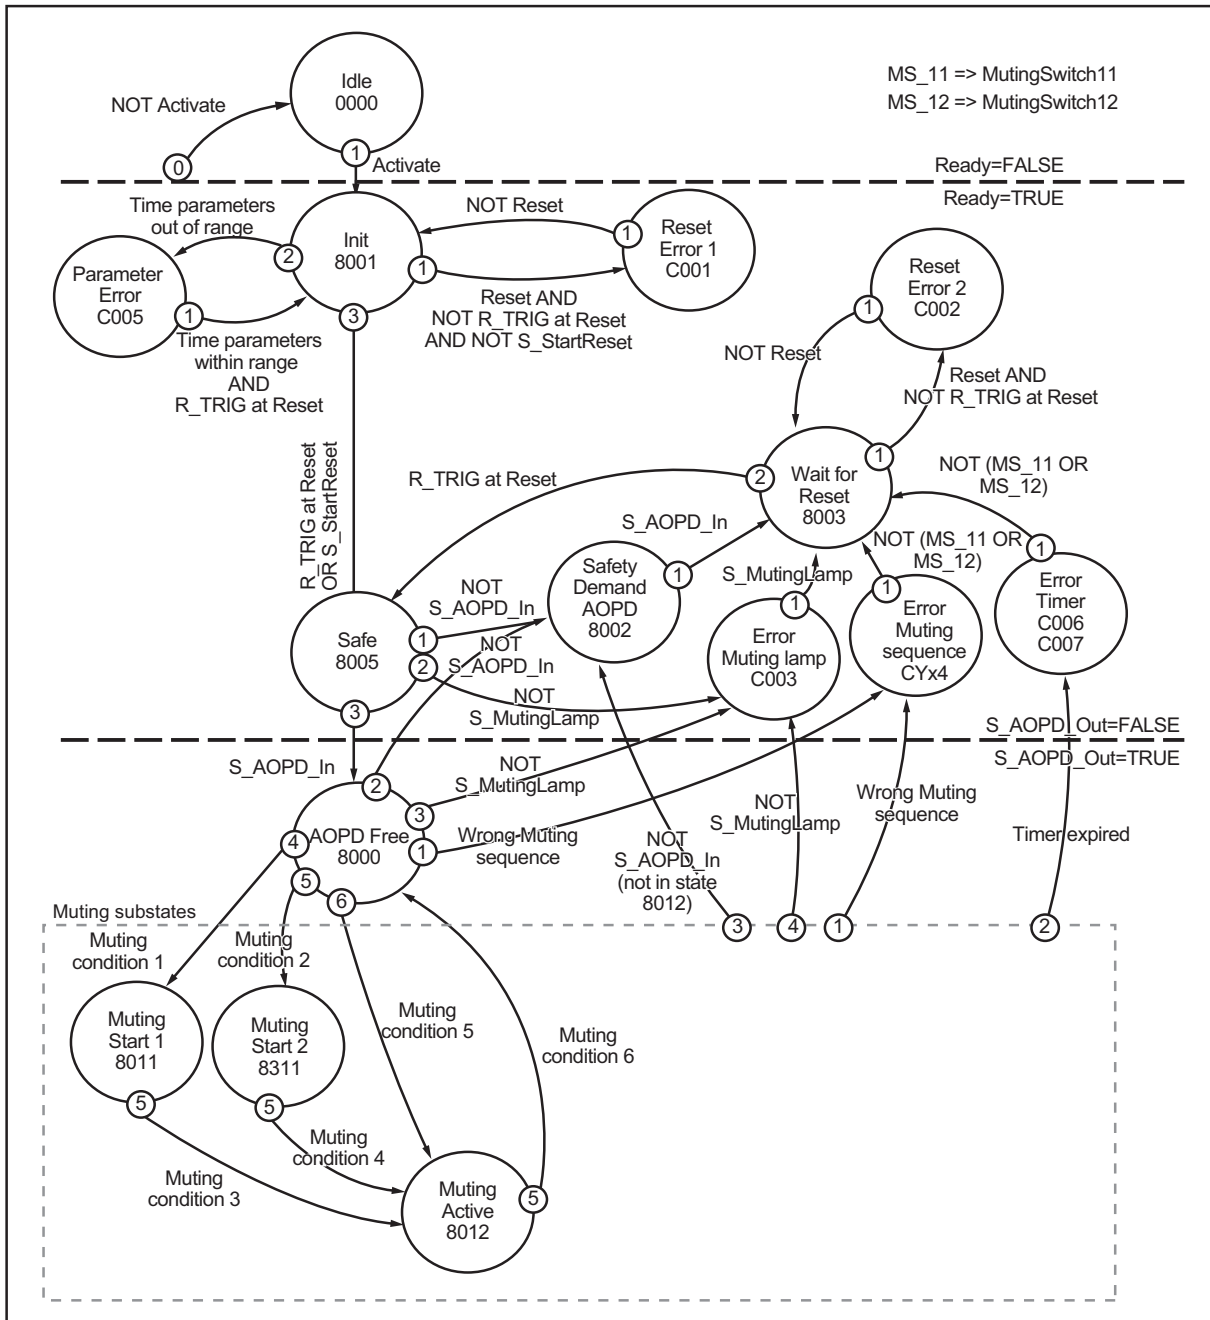 Idle
0000
MS_11 => MutingSwitch11
MS_12 => MutingSwitch12
NOT Activate
0
1
Activate
Ready=FALSE
Ready=TRUE
Time parameters
out of range
Init
8001
2
1
3
NOT Reset
1
Reset
Error 1
C001
Parameter
Error
C005
1
Time parameters
within range
AND
R_TRIG at Reset
Reset AND
NOT R_TRIG at Reset
AND NOT S_StartReset
Reset
Error 2
C002
1
NOT Reset
Reset AND
NOT R_TRIG at Reset
R_TRIG at Reset
OR S_StartReset
R_TRIG at Reset
2
Wait for
Reset
8003
1
NOT (MS_11 OR
MS_12)
S_AOPD_In
Safety
Demand
AOPD
8002
1
S_MutingLamp
1
Error
Muting lamp
C003
NOT (MS_11 OR
MS_12)
1
Error
Muting
sequence
CYx4
1
Error
Timer
C006
C007
Safe
8005
1
2
3
NOT
S_AOPD_In
NOT
S_AOPD_In
NOT
S_MutingLamp
S_AOPD_Out=FALSE
S_AOPD_Out=TRUE
S_AOPD_In
AOPD Free
8000
2
3
1
4
5
6
NOT
S_MutingLamp
Wrong Muting
sequence
NOT
S_AOPD_In
(not in state
8012)
NOT
S_MutingLamp
Wrong Muting
sequence
Timer expired
3
4
1
2
Muting substates
Muting
condition 1
Muting
condition 2
Muting
Start 1
8011
5
Muting
Start 2
8311
5
Muting
condition 5
Muting
condition 6
Muting
condition 3
Muting
condition 4
Muting
Active
8012
5